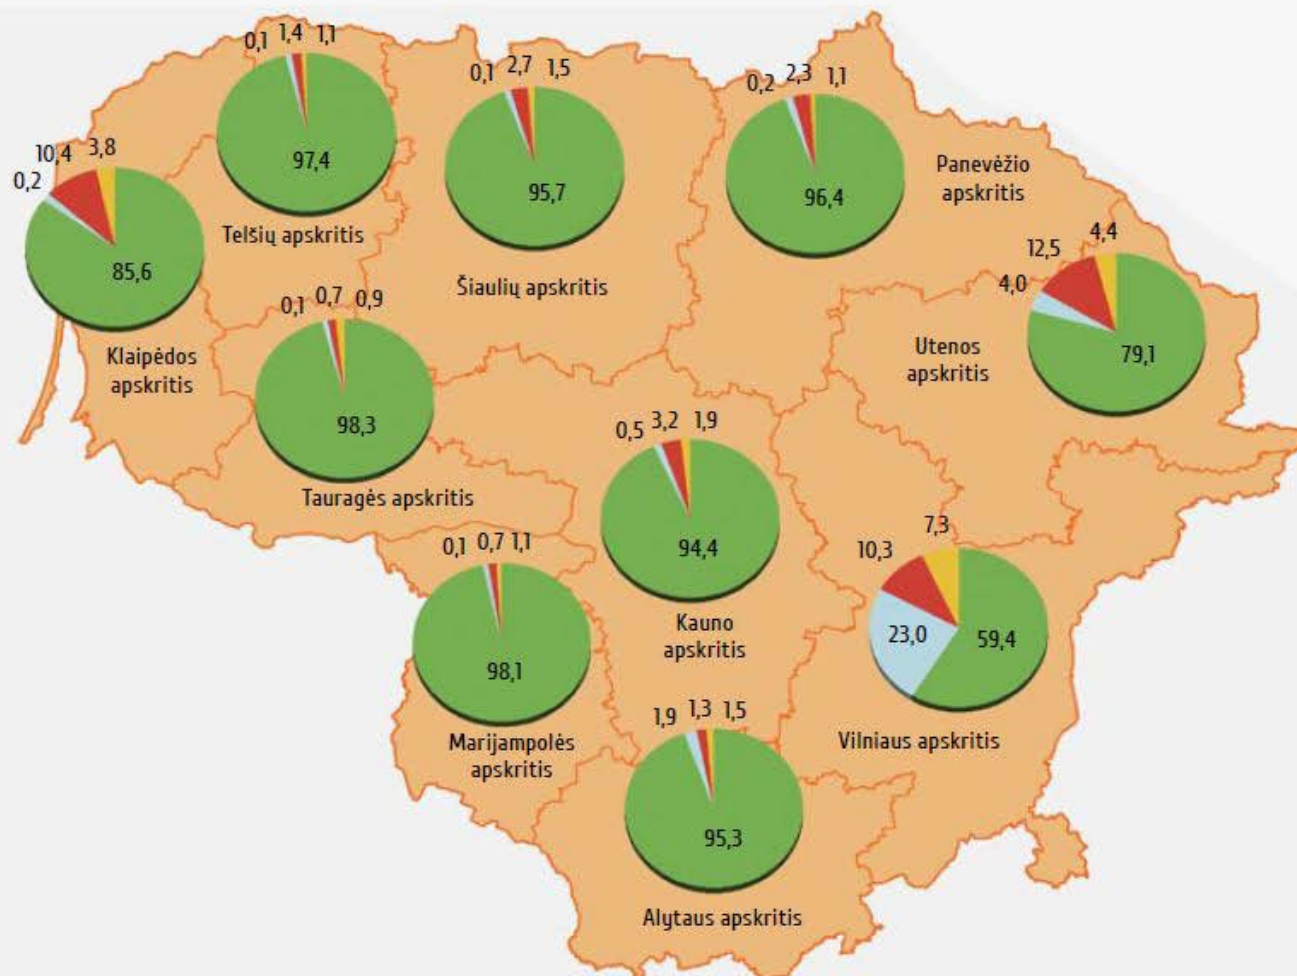 0,1 1,4 1,1
97,4
Telšių apskritis
0,1 2,7 1,5
95,7
Šiaulių apskritis
0,2 2,3 1,1
96,4
Panevėžio
apskritis
0,2 10,4 3,8
85,6
Klaipėdos
apskritis
0,1 0,7 0,9
98,3
Tauragės apskritis
4,0 12,5 4,4
79,1
Utenos
apskritis
0,5 3,2 1,9
94,4
Kauno
apskritis
0,1 0,7 1,1
98,1
Marijampolės
apskritis
23,0 10,3 7,3
59,4
Vilniaus apskritis
1,9 1,3 1,5
95,3
Alytaus apskritis